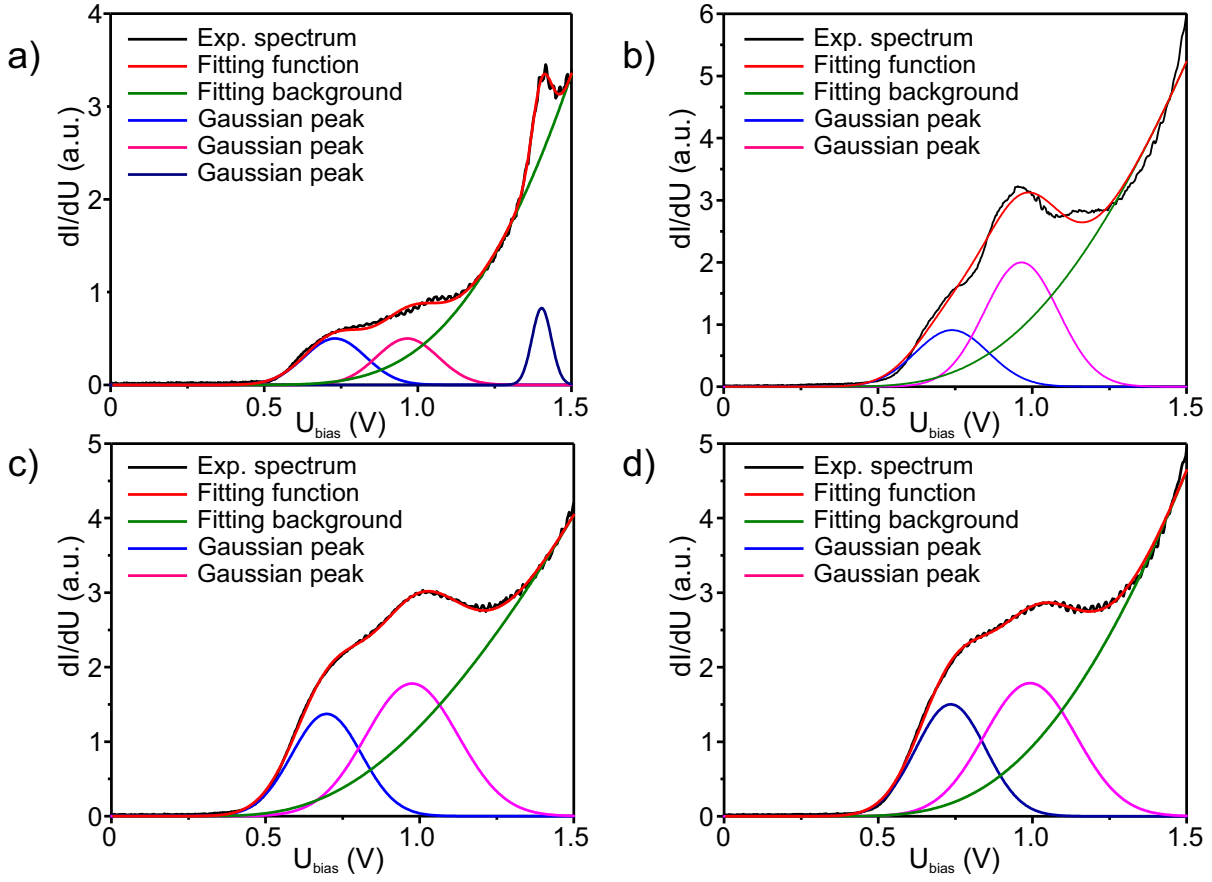 a)
4
3
2
1
0
dI/dU (a.u.)
Exp. spectrum
Fitting function
Fitting background
Gaussian peak
Gaussian peak
Gaussian peak
0 0.5 1.0 1.5
U_bias (V)
b)
6
5
4
3
2
1
0
dI/dU (a.u.)
Exp. spectrum
Fitting function
Fitting background
Gaussian peak
Gaussian peak
0 0.5 1.0 1.5
U_bias (V)
c)
5
4
3
2
1
0
dI/dU (a.u.)
Exp. spectrum
Fitting function
Fitting background
Gaussian peak
Gaussian peak
0 0.5 1.0 1.5
U_bias (V)
d)
5
4
3
2
1
0
dI/dU (a.u.)
Exp. spectrum
Fitting function
Fitting background
Gaussian peak
Gaussian peak
0 0.5 1.0 1.5
U_bias (V)